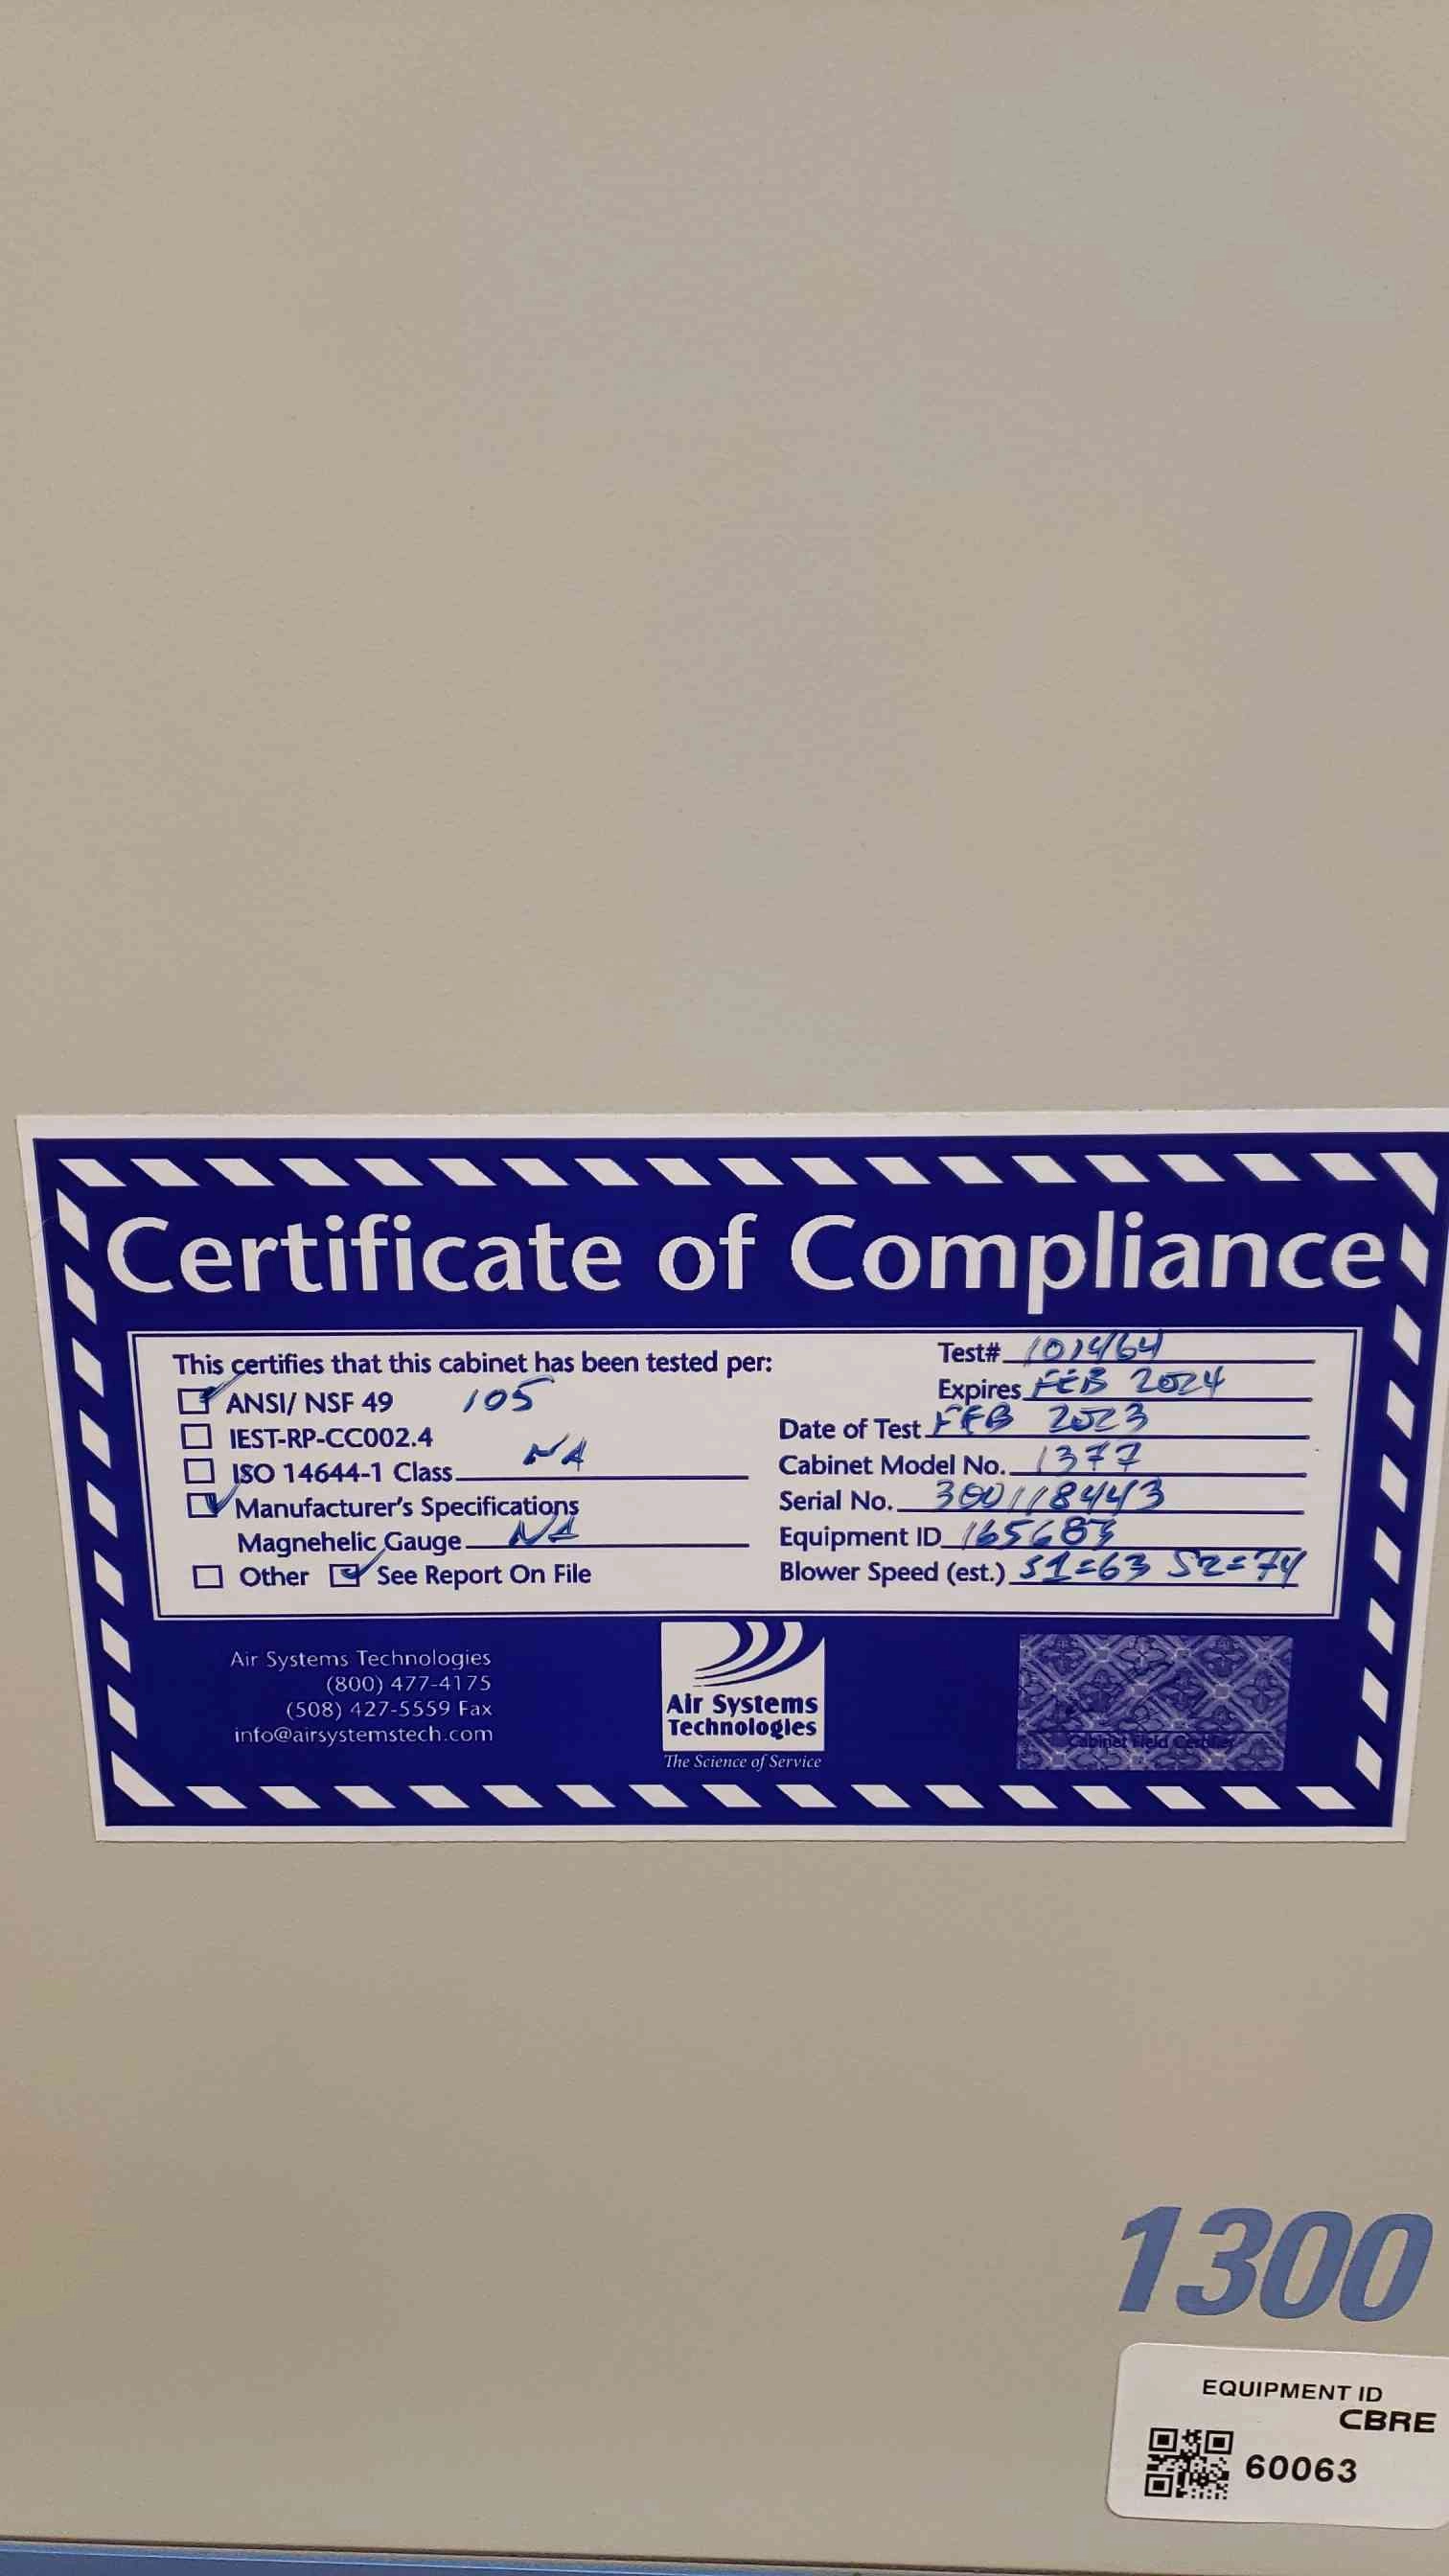 Certificate of Compliance
This certifies that this cabinet has been tested per:
ANSI/ NSF 49 105
IEST-RP-CC002.4
ISO 14644-1 Class NA
Manufacturer's Specifications
Magnehelic Gauge NA
Other See Report On File
Test# 101464
Expires FEB 2024
Date of Test FEB 2023
Cabinet Model No. 1377
Serial No. 300118443
Equipment ID 165683
Blower Speed (est.) S1=63 S2=74
Air Systems Technologies
(800) 477-4175
(508) 427-5559 Fax
info@airsystemstech.com
Air Systems
Technologies
The Science of Service
Cabinet Field Certifier
1300
EQUIPMENT ID
CBRE
60063